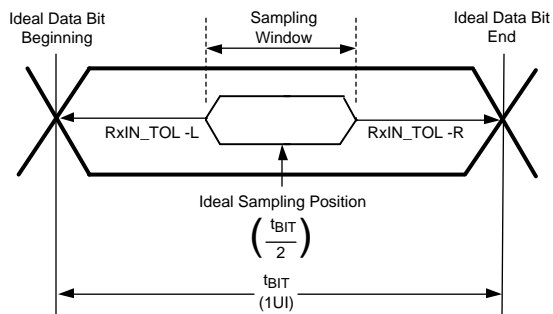 Ideal Data Bit
Beginning
Sampling
Window
Ideal Data Bit
End
RxIN_TOL -L
RxIN_TOL -R
Ideal Sampling Position
(tBIT/2)
tBIT
(1UI)